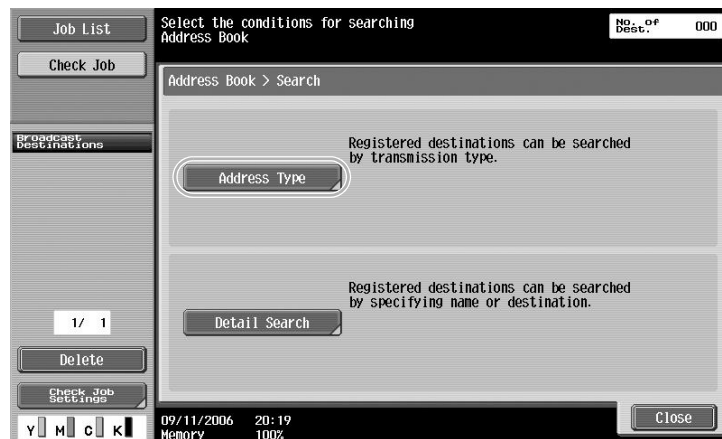 Job List
Check Job
Select the conditions for searching
Address Book
No. of
Dest.
000
Address Book > Search
Broadcast
Destinations
Registered destinations can be searched
by transmission type.
Address Type
Registered destinations can be searched
by specifying name or destination.
Detail Search
1/ 1
Delete
Check Job
Settings
Close
Y M C K
09/11/2006 20:19
Memory 100%